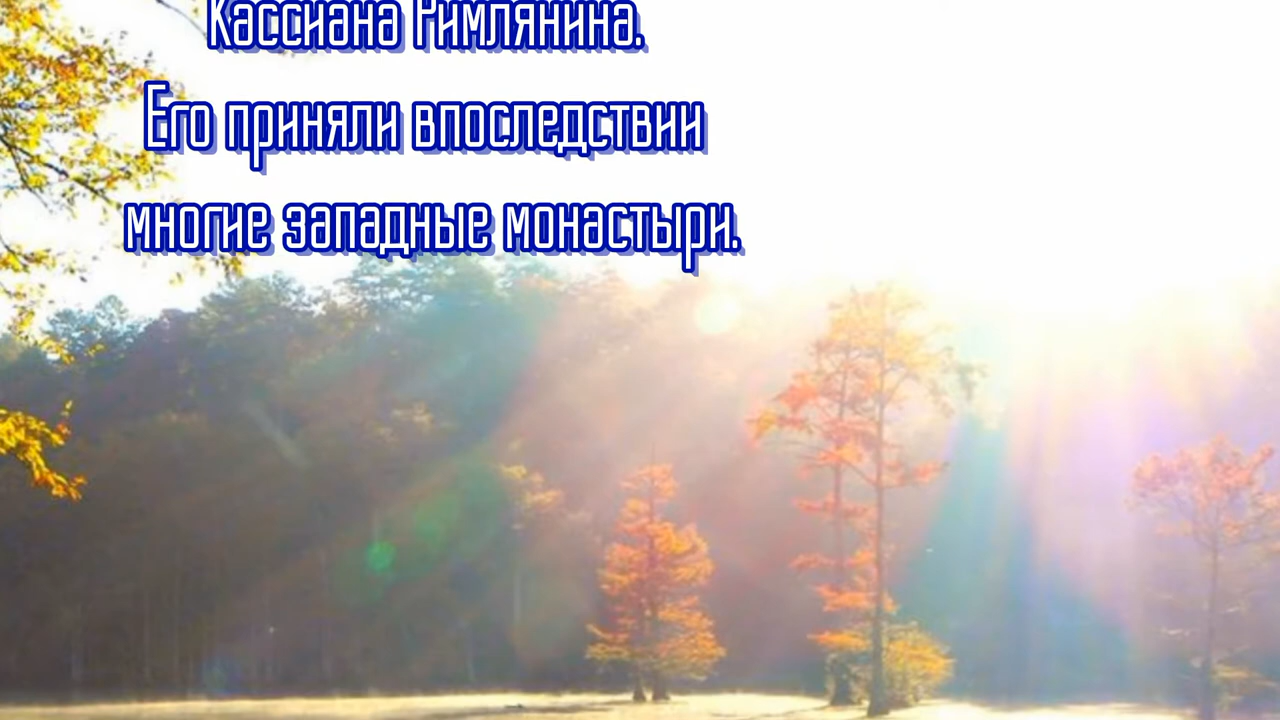 Кассиана Римлянина.
Его приняли впоследствии
многие западные монастыри.